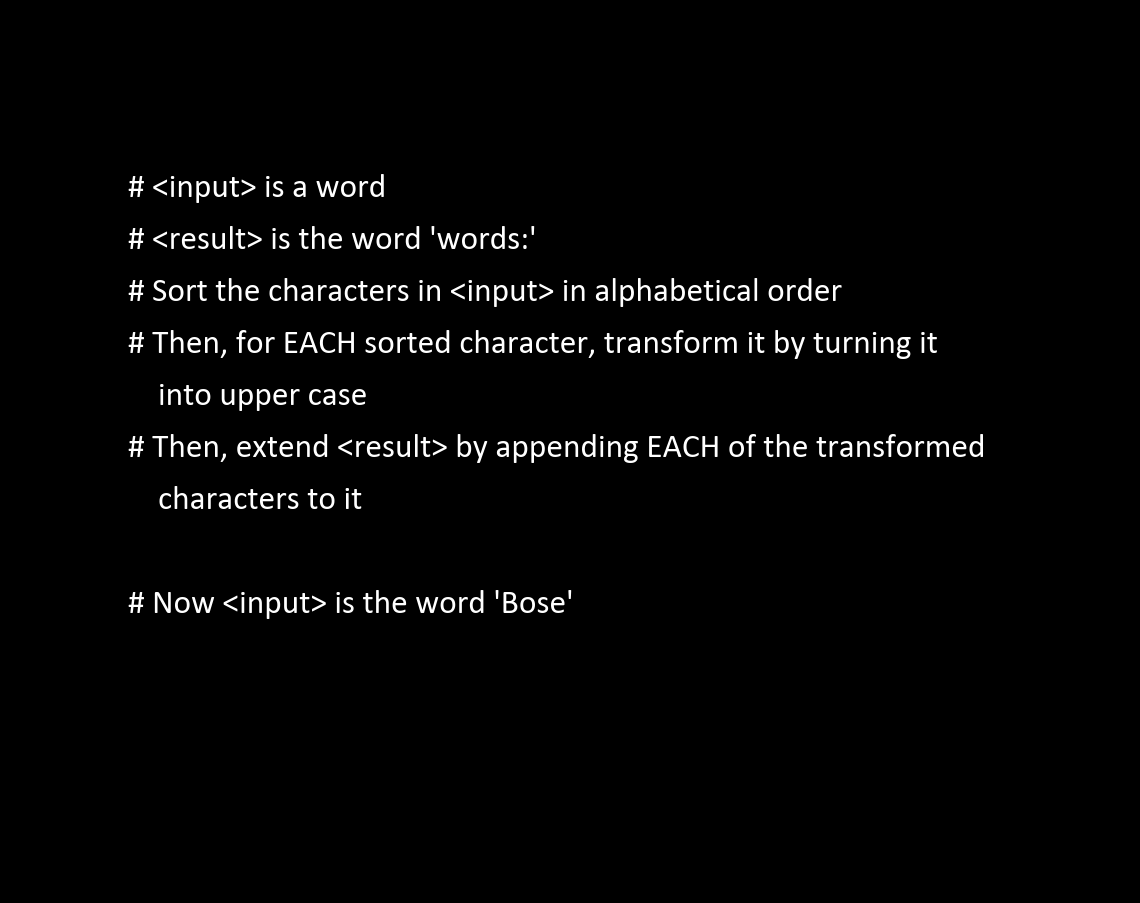 # <input> is a word
# <result> is the word 'words:'
# Sort the characters in <input> in alphabetical order
# Then, for EACH sorted character, transform it by turning it
into upper case
# Then, extend <result> by appending EACH of the transformed
characters to it
# Now <input> is the word 'Bose'